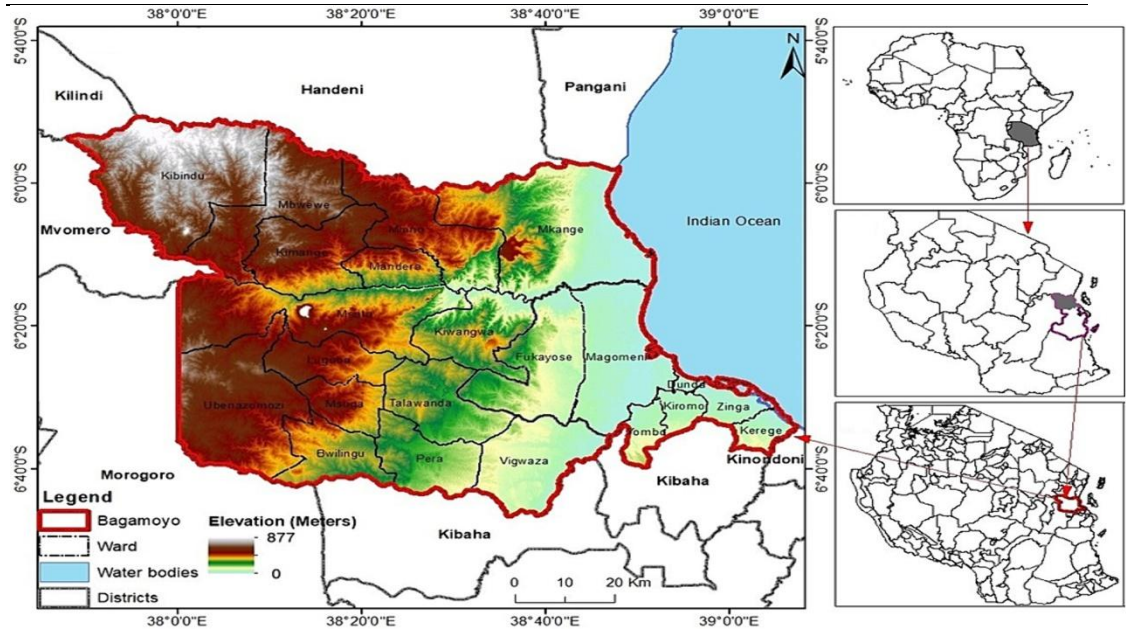 38°0'0"E 38°20'0"E 38°40'0"E 39°0'0"E
5°40'0"S
6°0'0"S
6°20'0"S
6°40'0"S
N
Kilindi
Handeni
Pangani
Kibindu
Mbwewe
Miono
Mkange
Indian Ocean
Mvomero
Kimange
Mandera
Msata
Kiwangwa
Lugoba
Fukayose
Magomeni
Dunda
Ubenazomozi
Msoga
Talawanda
Kiromo
Zinga
Yombo
Kerege
Bwilingu
Pera
Vigwaza
Kinondoni
Morogoro
Kibaha
Kibaha
Legend
Bagamoyo
Ward
Water bodies
Districts
Elevation (Meters)
877
0
0 10 20 Km
38°0'0"E 38°20'0"E 38°40'0"E 39°0'0"E
5°40'0"S
6°0'0"S
6°20'0"S
6°40'0"S